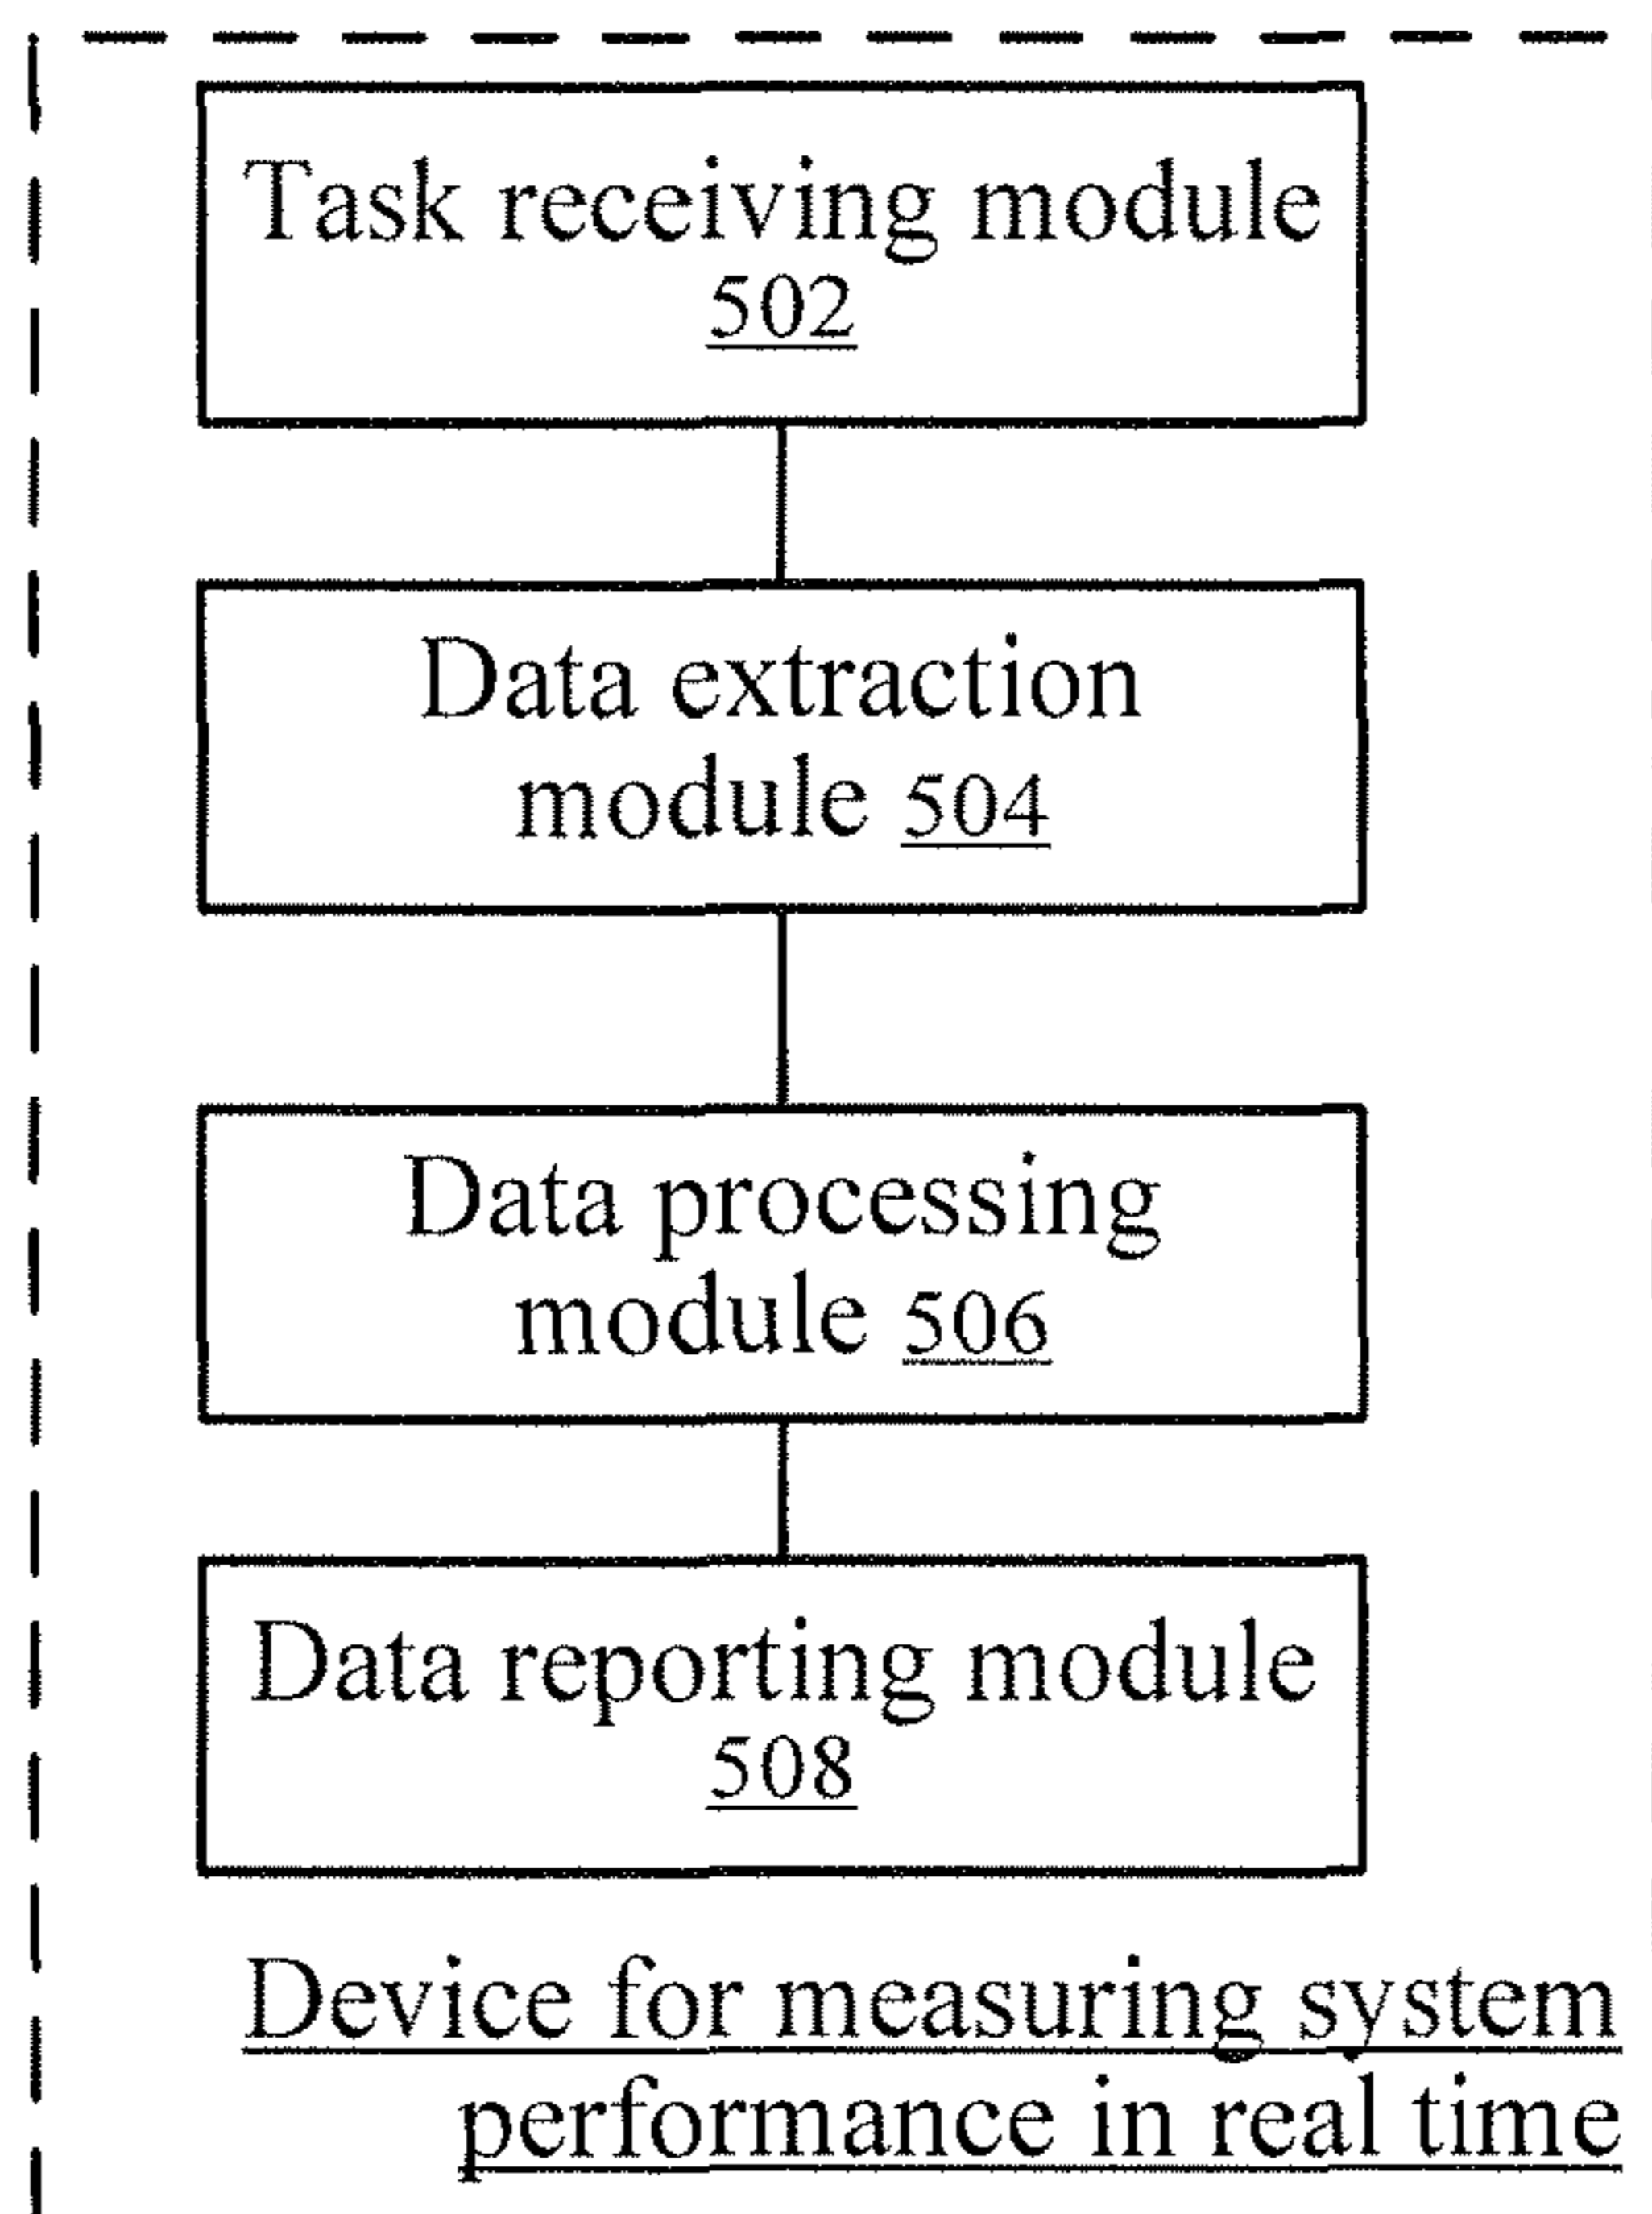 Task receiving module
502
Data extraction
module 504
Data processing
module 506
Data reporting module
508
Device for measuring system
performance in real time